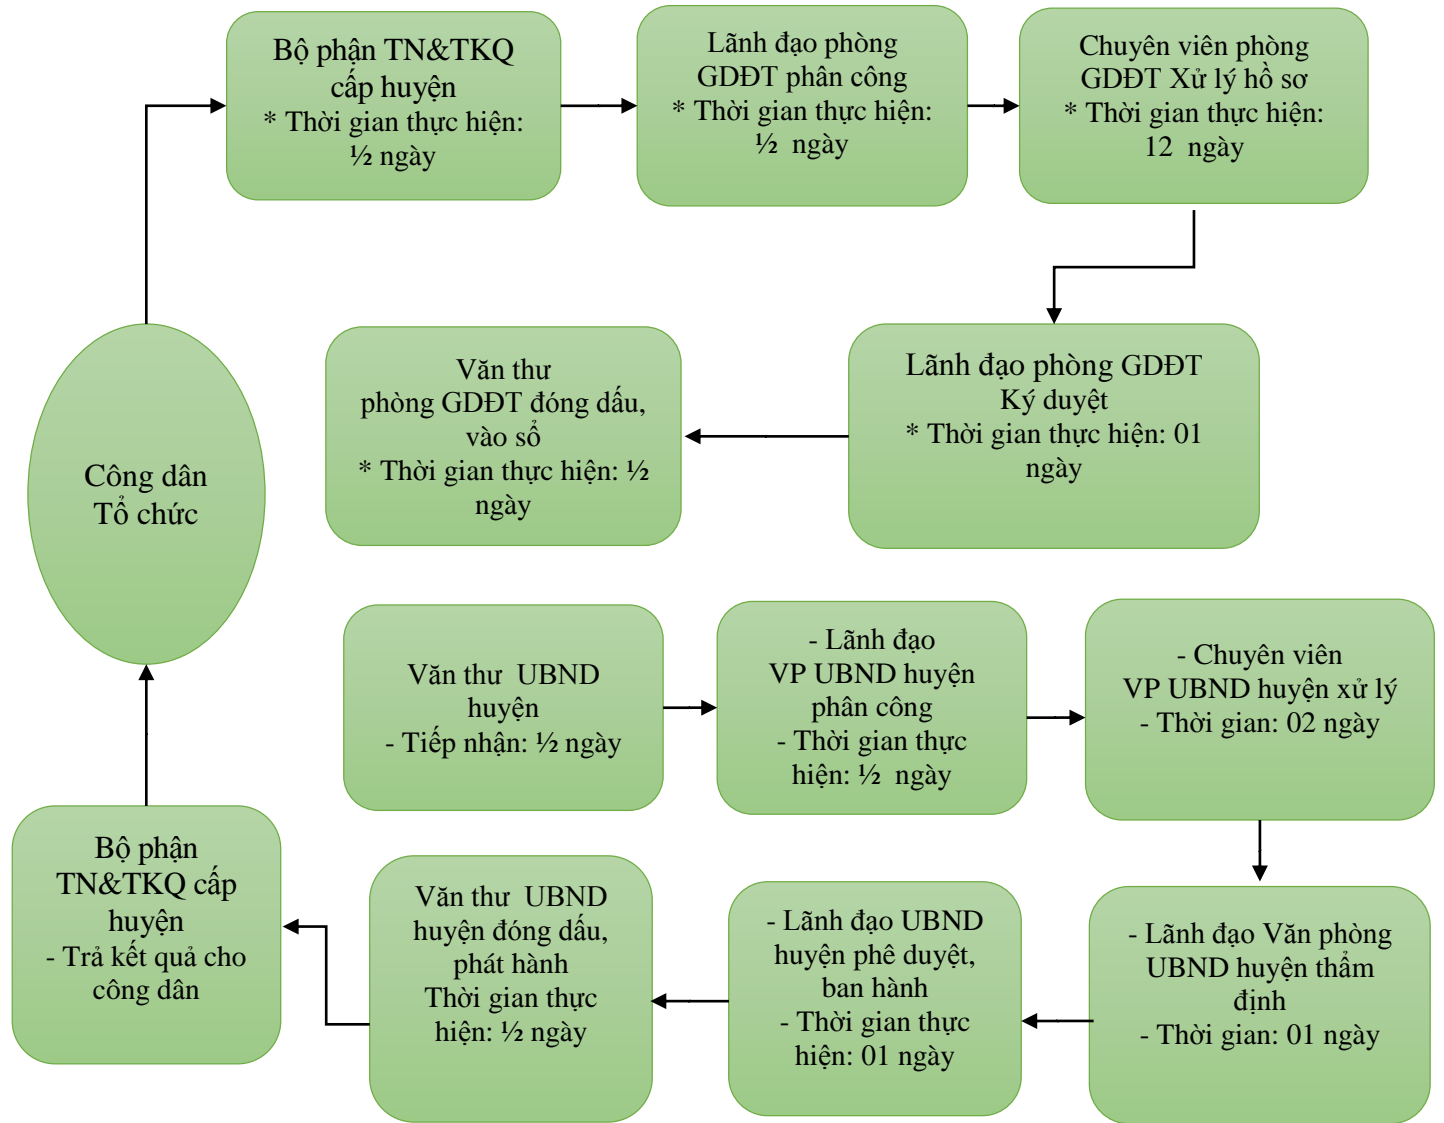 Bộ phận TN&TKQ
cấp huyện
* Thời gian thực hiện:
½ ngày
Lãnh đạo phòng
GDĐT phân công
* Thời gian thực hiện:
½ ngày
Chuyên viên phòng
GDĐT Xử lý hồ sơ
* Thời gian thực hiện:
12 ngày
Lãnh đạo phòng GDĐT
Ký duyệt
* Thời gian thực hiện: 01
ngày
Văn thư
phòng GDĐT đóng dấu,
vào sổ
* Thời gian thực hiện: ½
ngày
Công dân
Tổ chức
Văn thư UBND
huyện
- Tiếp nhận: ½ ngày
- Lãnh đạo
VP UBND huyện
phân công
- Thời gian thực
hiện: ½ ngày
- Chuyên viên
VP UBND huyện xử lý
- Thời gian: 02 ngày
- Lãnh đạo Văn phòng
UBND huyện thẩm
định
- Thời gian: 01 ngày
- Lãnh đạo UBND
huyện phê duyệt,
ban hành
- Thời gian thực
hiện: 01 ngày
Văn thư UBND
huyện đóng dấu,
phát hành
Thời gian thực
hiện: ½ ngày
Bộ phận
TN&TKQ cấp
huyện
- Trả kết quả cho
công dân